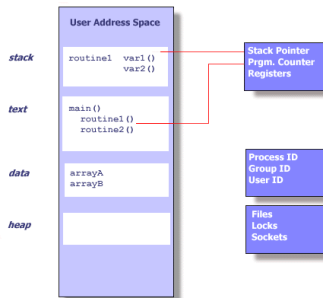 User Address Space
stack
routine1 var1()
var2()
Stack Pointer
Prgm. Counter
Registers
text
main()
routine1()
routine2()
data
arrayA
arrayB
Process ID
Group ID
User ID
heap
Files
Locks
Sockets